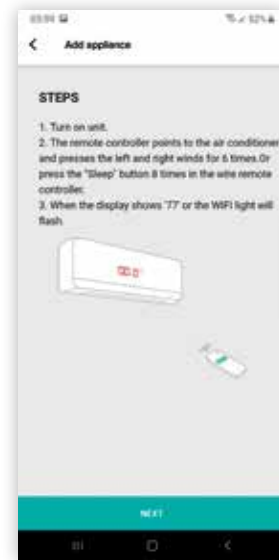 Add appliance
STEPS
1. Turn on unit.
2. The remote controller points to the air conditioner
and presses the left and right winds for 6 times.Or
press the "Sleep" button 8 times in the wire remote
controller.
3. When the display shows '77' or the WIFI light will
flash.
NEXT